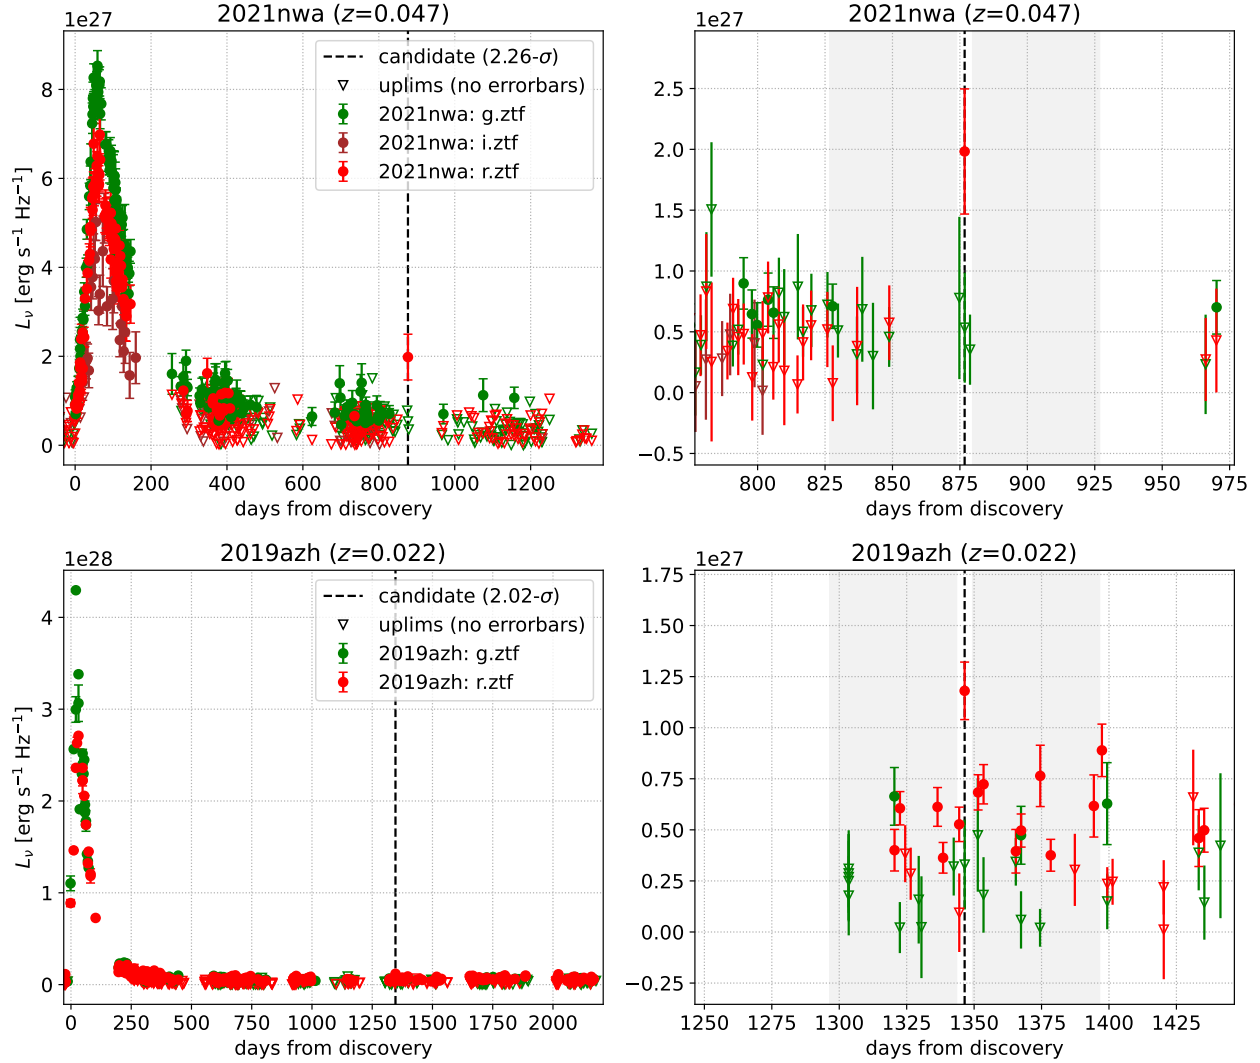 2021nwa (z=0.047)
1e27
candidate (2.26-σ)
uplims (no errorbars)
2021nwa: g.ztf
2021nwa: i.ztf
2021nwa: r.ztf
8
6
4
2
0
Lν [erg s⁻¹ Hz⁻¹]
0 200 400 600 800 1000 1200
days from discovery
2021nwa (z=0.047)
1e27
2.5
2.0
1.5
1.0
0.5
0.0
−0.5
800 825 850 875 900 925 950 975
days from discovery
2019azh (z=0.022)
1e28
candidate (2.02-σ)
uplims (no errorbars)
2019azh: g.ztf
2019azh: r.ztf
4
3
2
1
0
Lν [erg s⁻¹ Hz⁻¹]
0 250 500 750 1000 1250 1500 1750 2000
days from discovery
2019azh (z=0.022)
1e27
1.75
1.50
1.25
1.00
0.75
0.50
0.25
0.00
−0.25
1250 1275 1300 1325 1350 1375 1400 1425
days from discovery